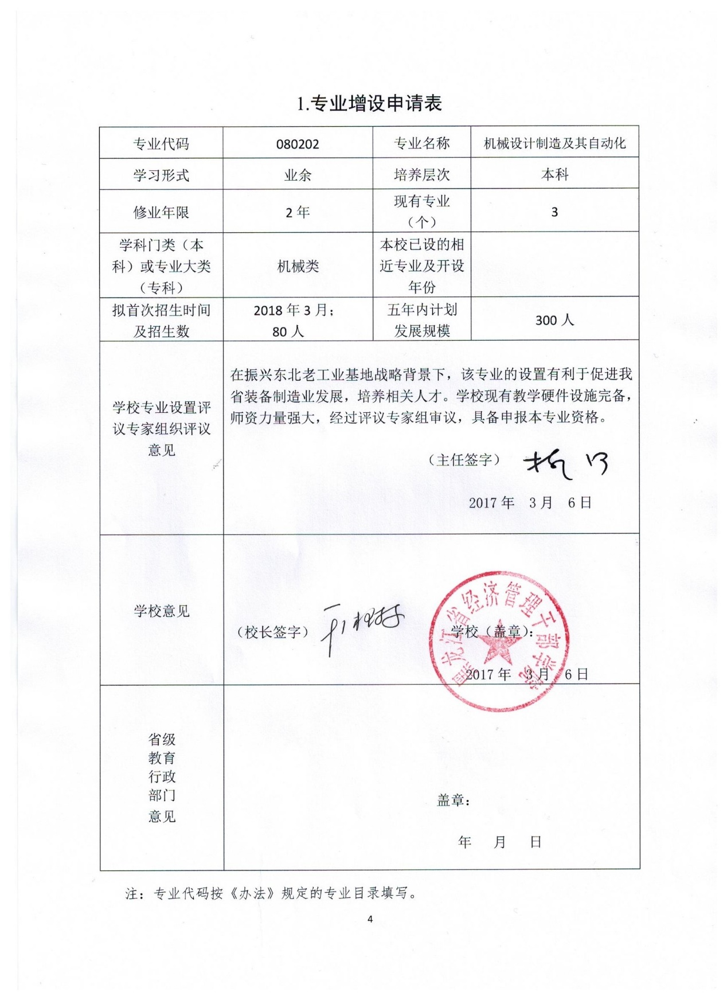 1.专业增设申请表
专业代码 080202 专业名称 机械设计制造及其自动化
学习形式 业余 培养层次 本科
修业年限 2 年 现有专业
（个） 3
学科门类（本
科）或专业大类
（专科） 机械类 本校已设的相
近专业及开设
年份
拟首次招生时间
及招生数 2018 年 3 月；
80 人 五年内计划
发展规模 300 人
学校专业设置评
议专家组织评议
意见
在振兴东北老工业基地战略背景下，该专业的设置有利于促进我
省装备制造业发展，培养相关人才。学校现有教学硬件设施完备，
师资力量强大，经过评议专家组审议，具备申报本专业资格。
（主任签字）
2017 年 3 月 6 日
学校意见
（校长签字） 学校（盖章）：
黑龙江省经济管理干部学院
2017 年 3 月 6 日
省级
教育
行政
部门
意见
盖章：
年 月 日
注：专业代码按《办法》规定的专业目录填写。
4